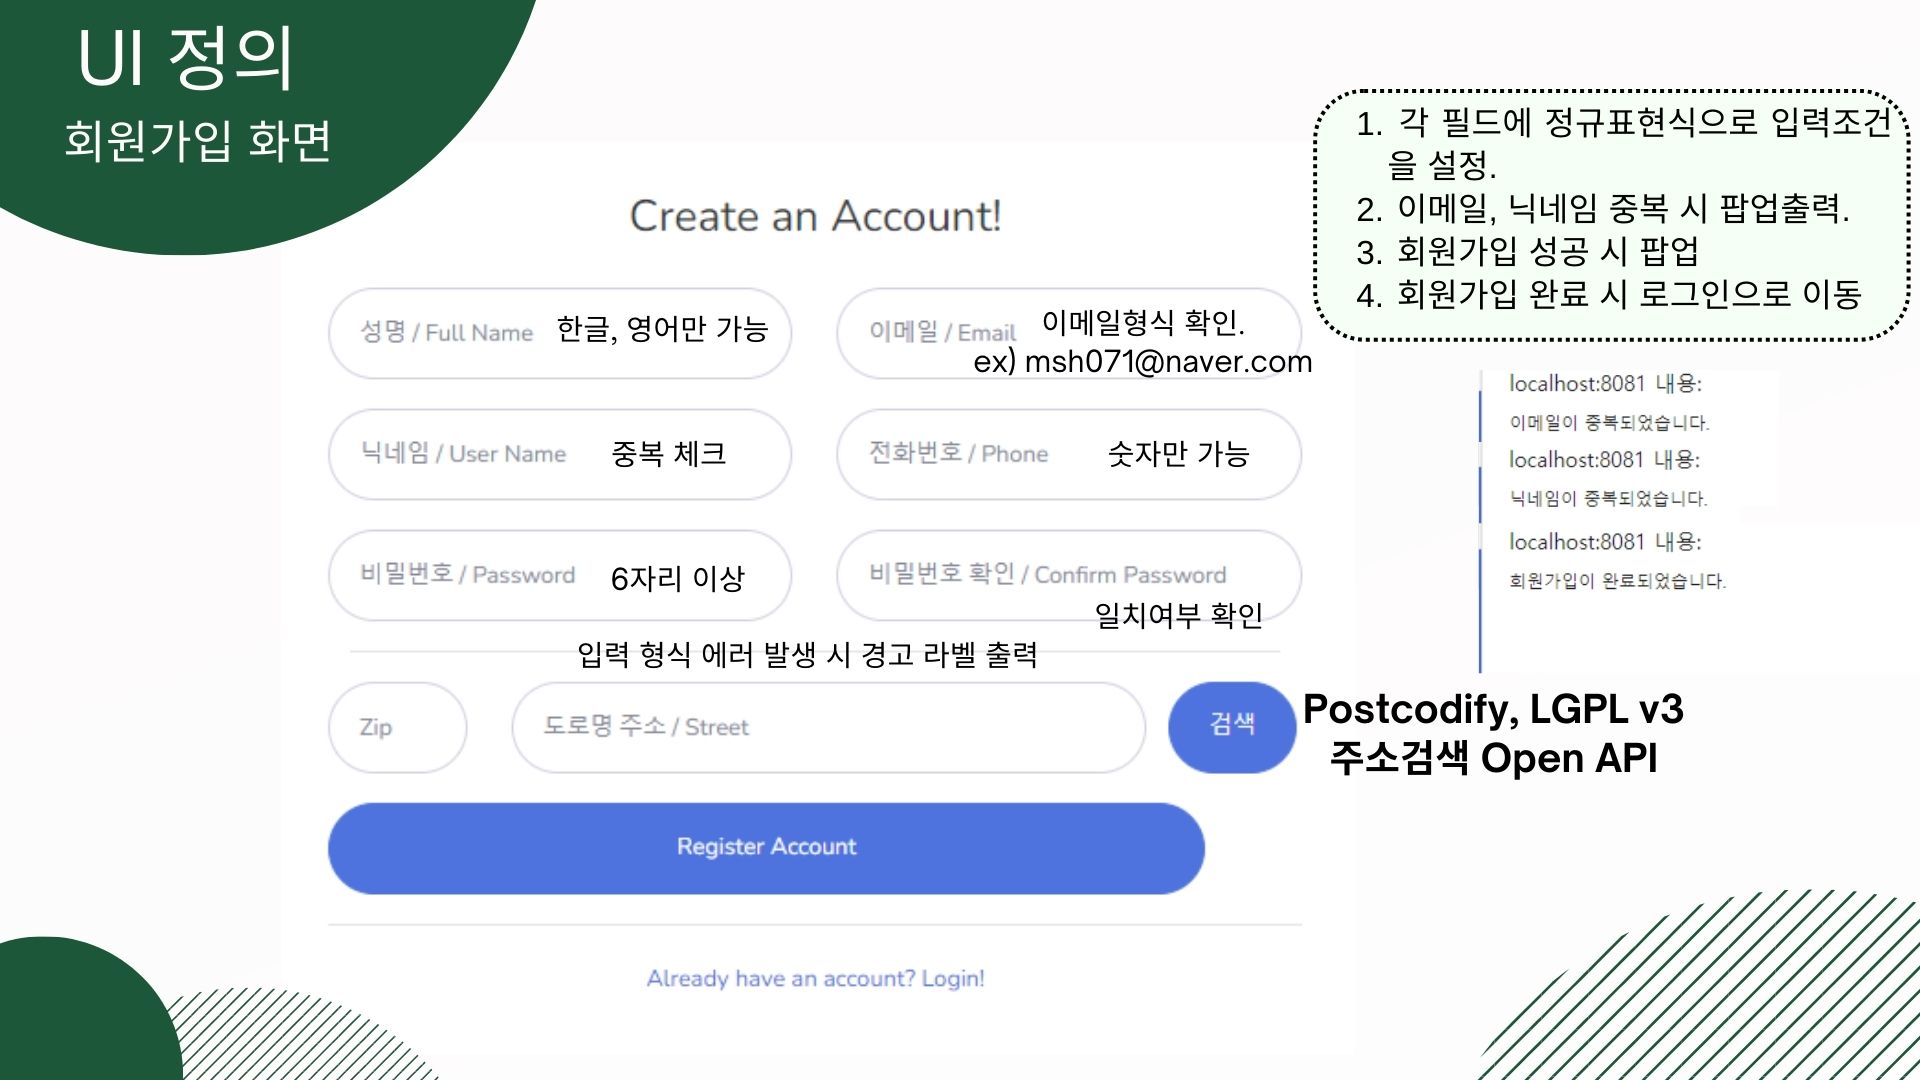 UI 정의
회원가입 화면
1. 각 필드에 정규표현식으로 입력조건
을 설정.
2. 이메일, 닉네임 중복 시 팝업출력.
3. 회원가입 성공 시 팝업
4. 회원가입 완료 시 로그인으로 이동
Create an Account!
성명 / Full Name 한글, 영어만 가능
이메일 / Email 이메일형식 확인.
ex) msh071@naver.com
닉네임 / User Name 중복 체크
전화번호 / Phone 숫자만 가능
비밀번호 / Password 6자리 이상
비밀번호 확인 / Confirm Password
일치여부 확인
입력 형식 에러 발생 시 경고 라벨 출력
Zip
도로명 주소 / Street
검색
Register Account
Already have an account? Login!
localhost:8081 내용:
이메일이 중복되었습니다.
localhost:8081 내용:
닉네임이 중복되었습니다.
localhost:8081 내용:
회원가입이 완료되었습니다.
Postcodify, LGPL v3
주소검색 Open API